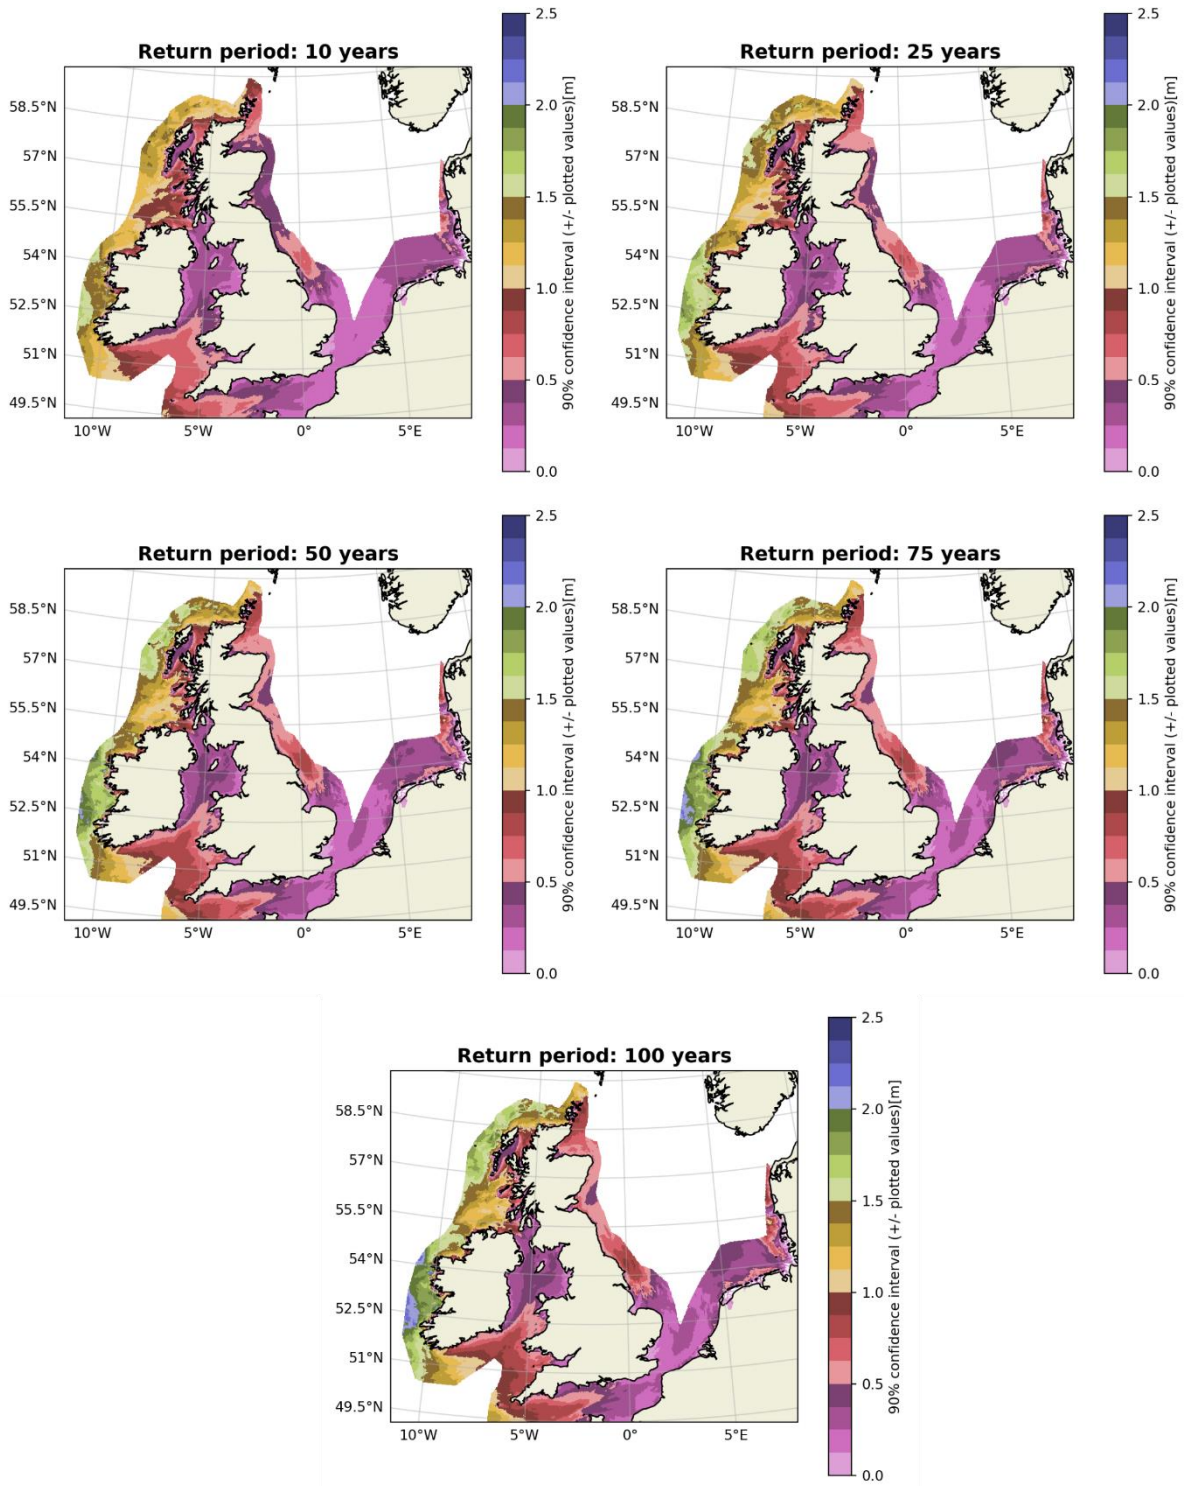 Return period: 10 years
58.5°N
57°N
55.5°N
54°N
52.5°N
51°N
49.5°N
10°W
5°W
0°
5°E
2.5
2.0
1.5
1.0
0.5
0.0
90% confidence interval (+/- plotted values)[m]
Return period: 25 years
58.5°N
57°N
55.5°N
54°N
52.5°N
51°N
49.5°N
10°W
5°W
0°
5°E
2.5
2.0
1.5
1.0
0.5
0.0
90% confidence interval (+/- plotted values)[m]
Return period: 50 years
58.5°N
57°N
55.5°N
54°N
52.5°N
51°N
49.5°N
10°W
5°W
0°
5°E
2.5
2.0
1.5
1.0
0.5
0.0
90% confidence interval (+/- plotted values)[m]
Return period: 75 years
58.5°N
57°N
55.5°N
54°N
52.5°N
51°N
49.5°N
10°W
5°W
0°
5°E
2.5
2.0
1.5
1.0
0.5
0.0
90% confidence interval (+/- plotted values)[m]
Return period: 100 years
58.5°N
57°N
55.5°N
54°N
52.5°N
51°N
49.5°N
10°W
5°W
0°
5°E
2.5
2.0
1.5
1.0
0.5
0.0
90% confidence interval (+/- plotted values)[m]